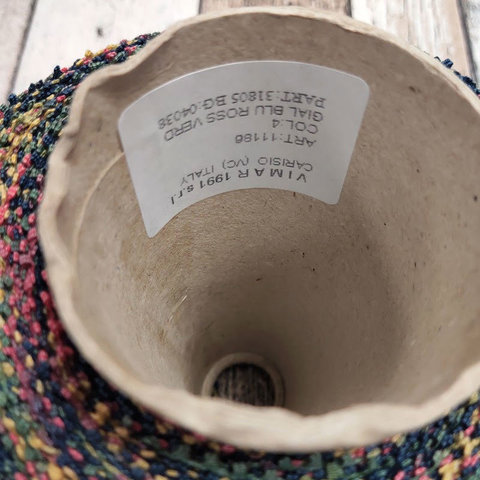 VIMAR 1991 s.r.l
CARISIO (VC) ITALY
ART:11186
COL:4
GIAL BLU ROSS VERD
PART:31805 BG:04038